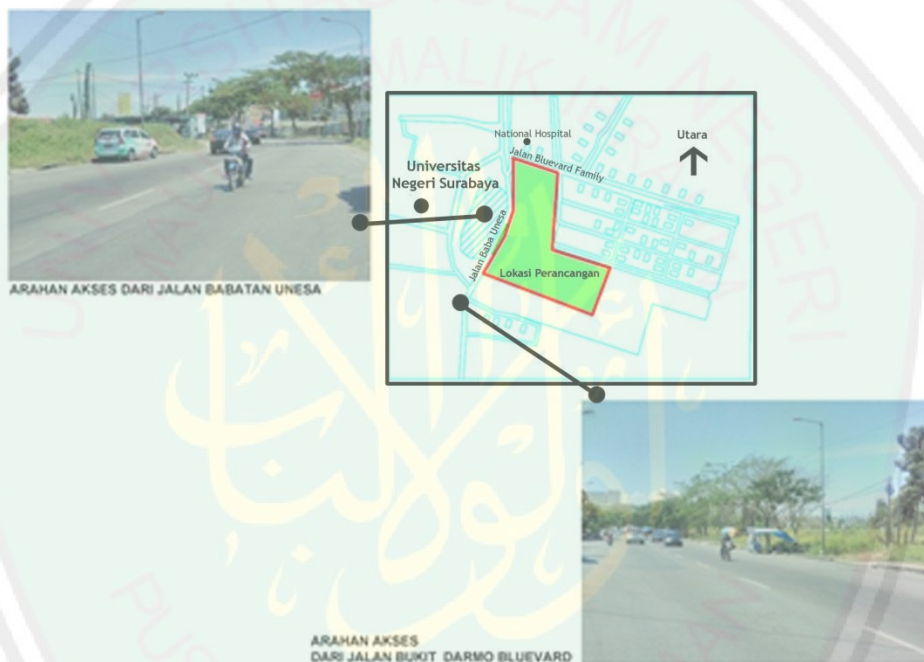 National Hospital
Utara
Jalan Bluevard Family
Universitas
Negeri Surabaya
Jalan Baba Unesa
Lokasi Perancangan
ARAHAN AKSES DARI JALAN BABATAN UNESA
ARAHAN AKSES
DARI JALAN BUKIT DARMO BLUEVARD